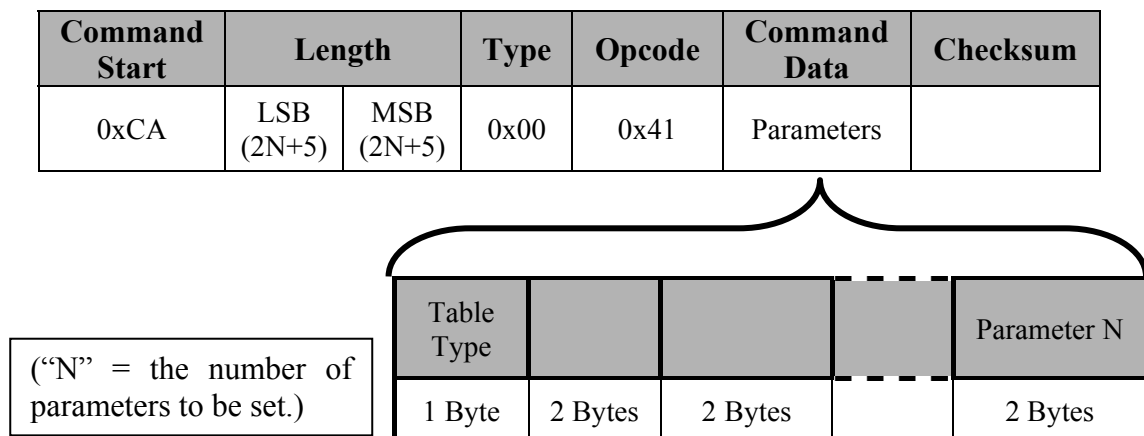 Command Start
Length
Type
Opcode
Command Data
Checksum
0xCA
LSB (2N+5)
MSB (2N+5)
0x00
0x41
Parameters
Table Type
Parameter N
1 Byte
2 Bytes
2 Bytes
2 Bytes
(“N” = the number of
parameters to be set.)